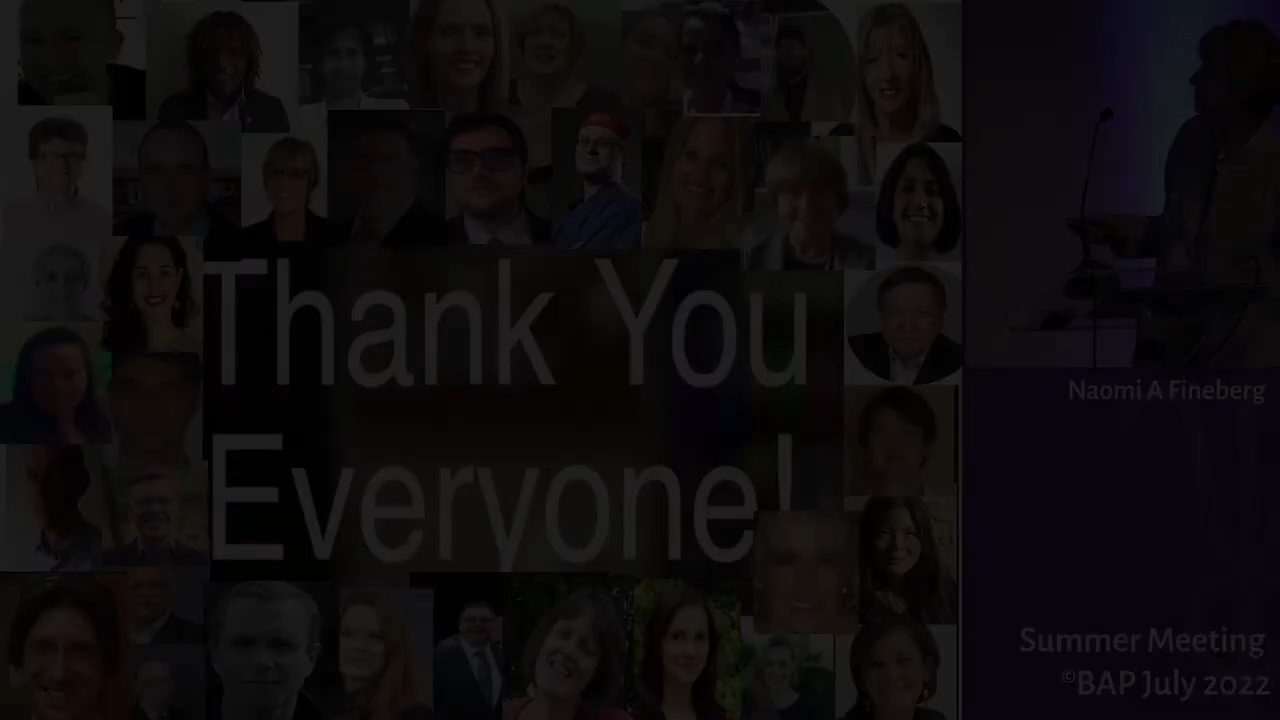 Thank You
Everyone!
Naomi A Fineberg
Summer Meeting
©BAP July 2022